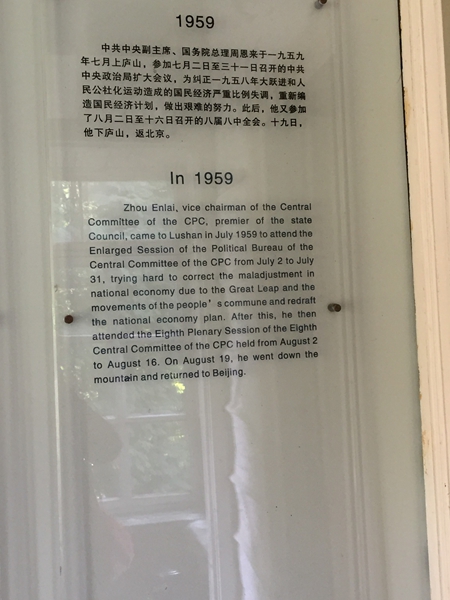 1959
中共中央副主席、国务院总理周恩来于一九五九
年七月上庐山，参加七月二日至三十一日召开的中共
中央政治局扩大会议，为纠正一九五八年大跃进和人
民公社化运动造成的国民经济严重比例失调，重新编
造国民经济计划，做出艰难的努力。此后，他又参加
了八月二日至十六日召开的八届八中全会。十九日，
他下庐山，返北京。
In 1959
Zhou Enlai, vice chairman of the Central
Committee of the CPC, premier of the state
Council, came to Lushan in July 1959 to attend the
Enlarged Session of the Political Bureau of the
Central Committee of the CPC from July 2 to July
31, trying hard to correct the maladjustment in
national economy due to the Great Leap and the
movements of the people's commune and redraft
the national economy plan. After this, he then
attended the Eighth Plenary Session of the Eighth
Central Committee of the CPC held from August 2
to August 16. On August 19, he went down the
mountain and returned to Beijing.